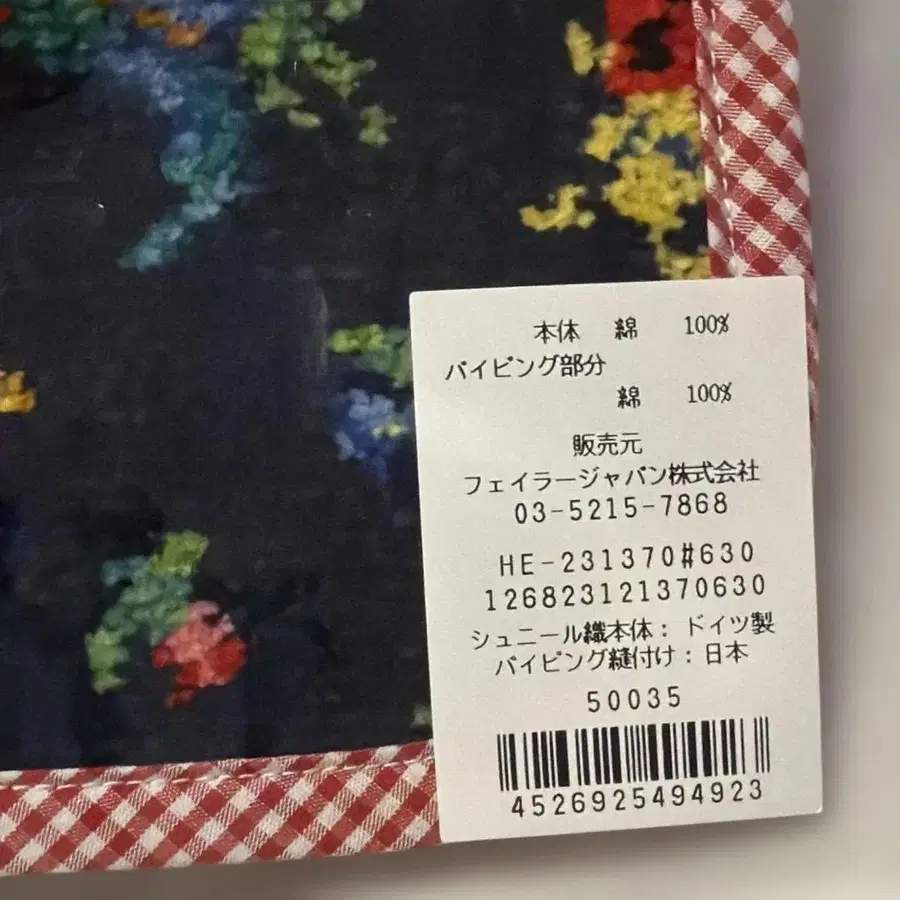 本体 綿 100%
パイピング部分
綿 100%
販売元
フェイラージャパン株式会社
03-5215-7868
HE-231370#630
126823121370630
シュニール織本体：ドイツ製
パイピング縫付け：日本
50035
4526925494923